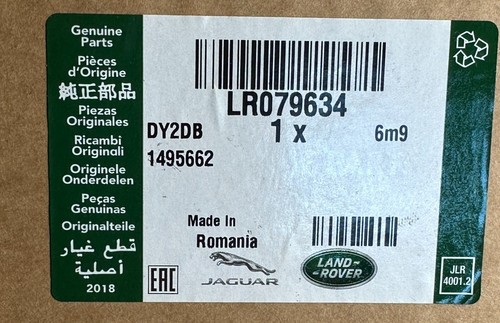 Genuine
Parts
Pièces
d'Origine
純正部品
Piezas
Originales
Ricambi
Originali
Originele
Onderdelen
Peças
Genuinas
Originalteile
قطع غيار
أصلية
2018
LR079634
DY2DB
1 x
6m9
1495662
Made In
Romania
EAC
JAGUAR
LAND-
-ROVER
JLR
4001.2